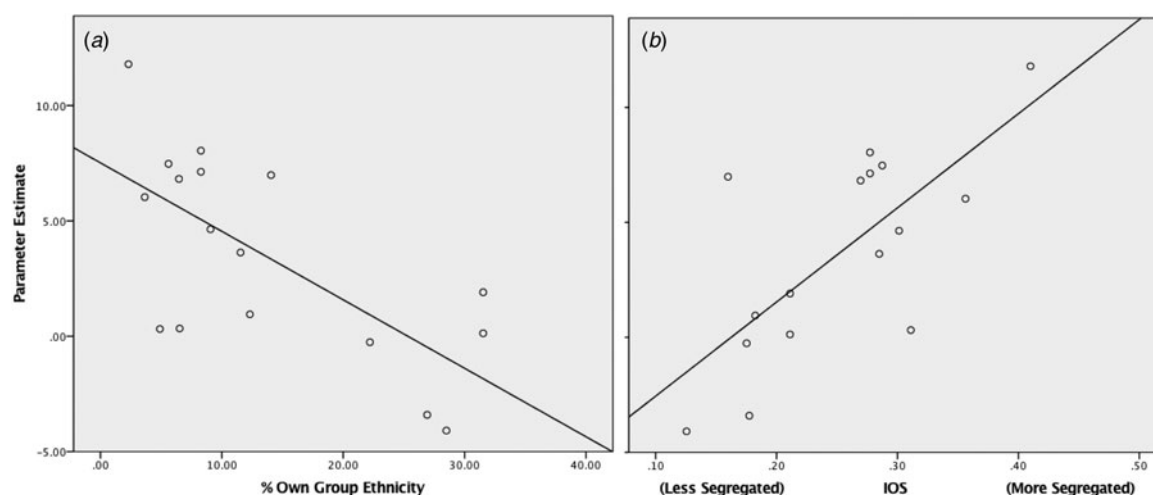 (a)
(b)
Parameter Estimate
10.00
5.00
.00
-5.00
.00 10.00 20.00 30.00 40.00
% Own Group Ethnicity
.10 .20 .30 .40 .50
(Less Segregated) IOS (More Segregated)